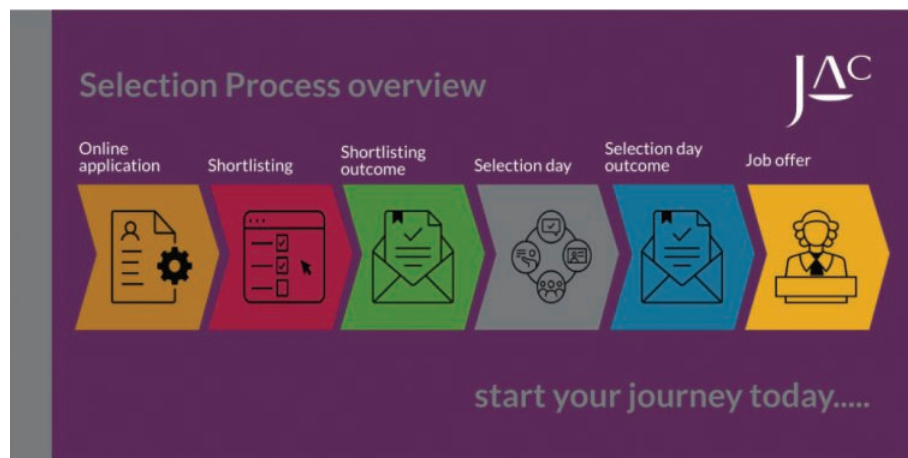 Selection Process overview
JAC
Online
application
Shortlisting
Shortlisting
outcome
Selection day
Selection day
outcome
Job offer
start your journey today.....